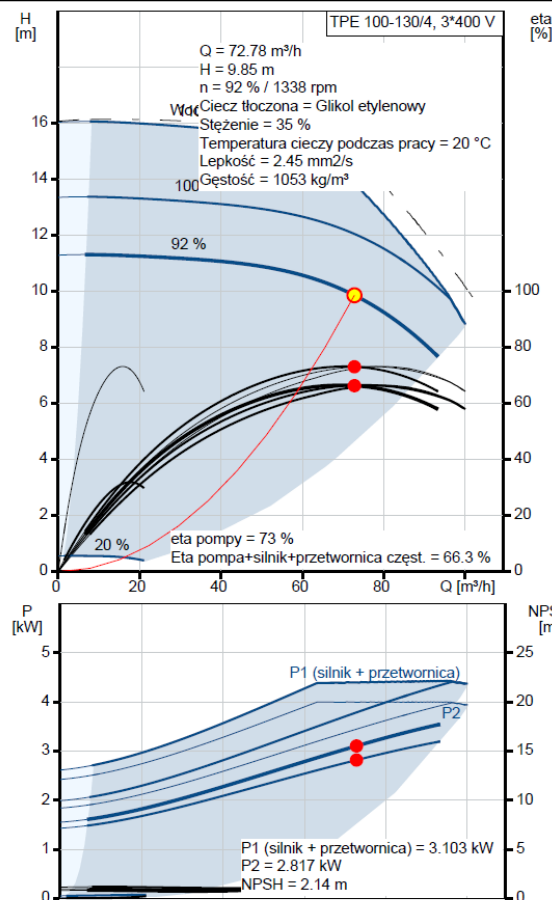 H
[m]
TPE 100-130/4, 3*400 V
eta
[%]
Q = 72.78 m³/h
H = 9.85 m
n = 92 % / 1338 rpm
Ciecz tłoczona = Glikol etylenowy
Stężenie = 35 %
Temperatura cieczy podczas pracy = 20 °C
Lepkość = 2.45 mm2/s
Gęstość = 1053 kg/m³
100
92 %
20 %
16
14
12
10
8
6
4
2
0
100
80
60
40
20
0
eta pompy = 73 %
Eta pompa+silnik+przetwornica częst. = 66.3 %
0
20
40
60
80
Q [m³/h]
P
[kW]
NPS
[m
P1 (silnik + przetwornica)
P2
5
4
3
2
1
0
25
20
15
10
5
0
P1 (silnik + przetwornica) = 3.103 kW
P2 = 2.817 kW
NPSH = 2.14 m